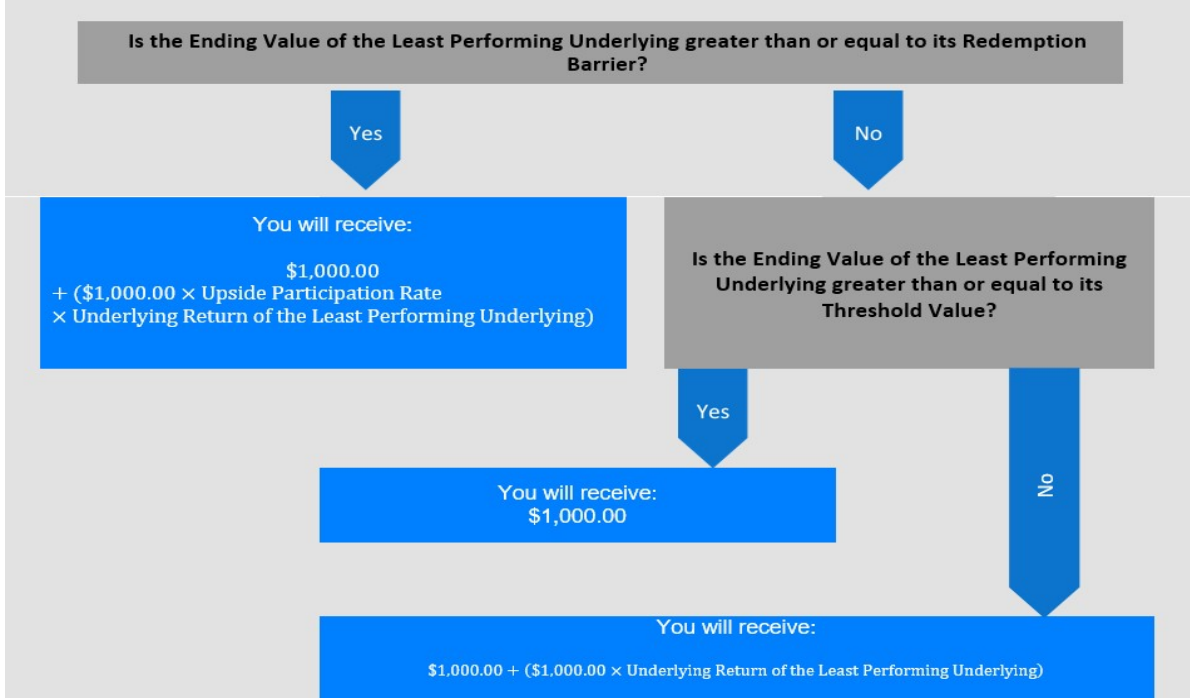 Is the Ending Value of the Least Performing Underlying greater than or equal to its Redemption
Barrier?
Yes
No
You will receive:
$1,000.00
+ ($1,000.00 × Upside Participation Rate
× Underlying Return of the Least Performing Underlying)
Is the Ending Value of the Least Performing
Underlying greater than or equal to its
Threshold Value?
Yes
No
You will receive:
$1,000.00
You will receive:
$1,000.00 + ($1,000.00 × Underlying Return of the Least Performing Underlying)